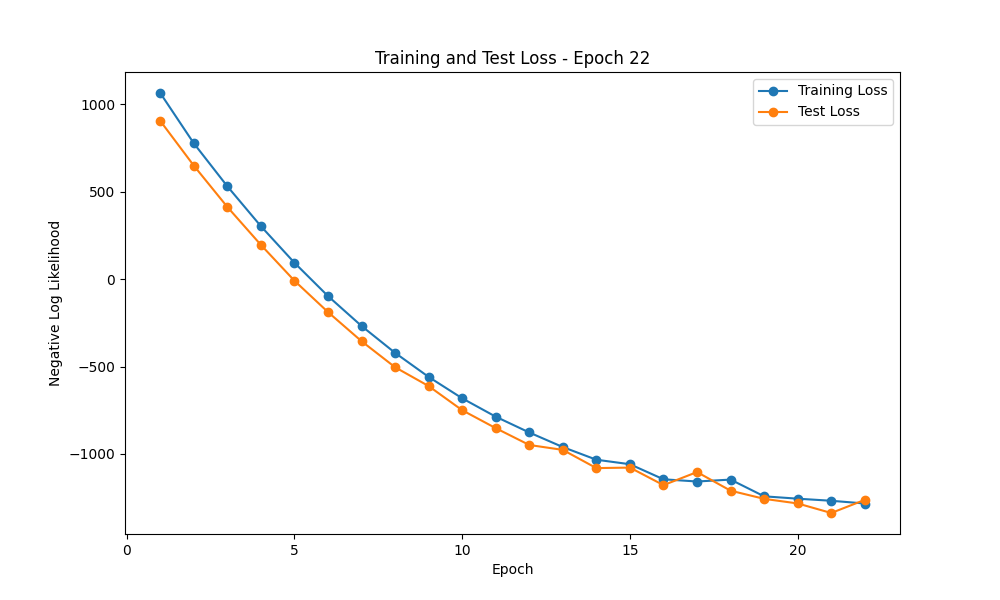 Training and Test Loss - Epoch 22
Training Loss
Test Loss
Negative Log Likelihood
1000
500
0
−500
−1000
0
5
10
15
20
Epoch